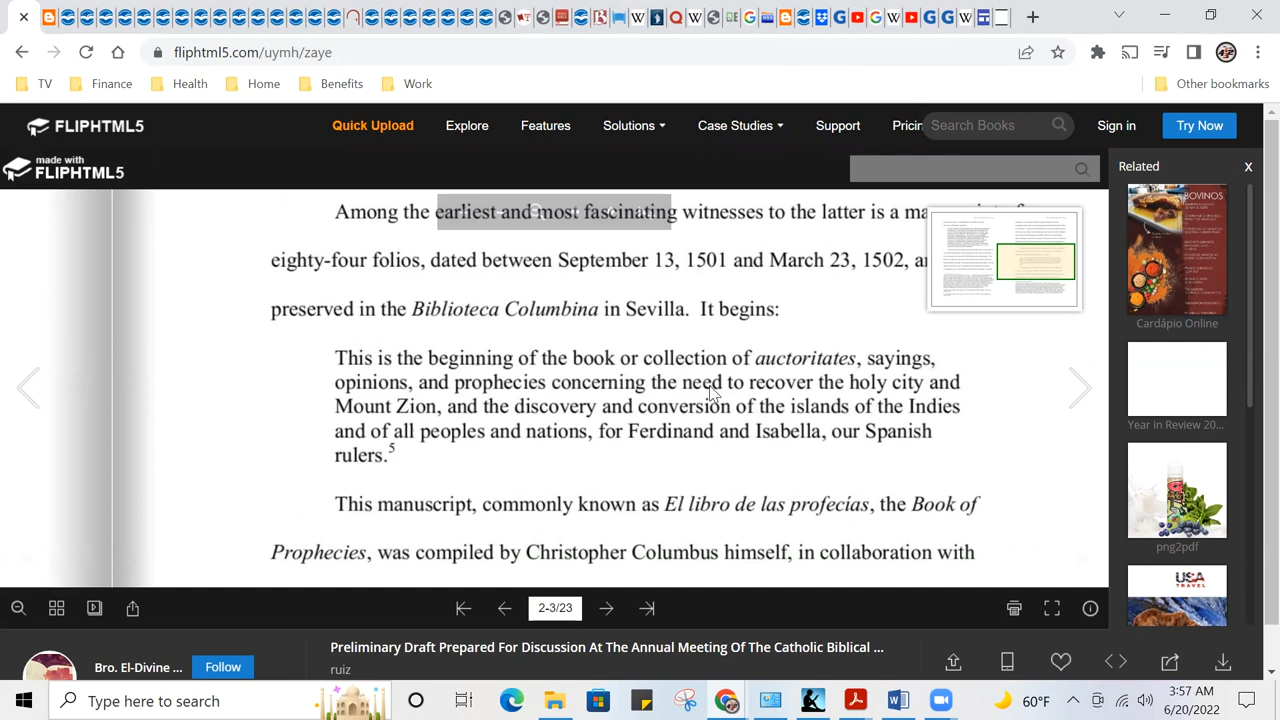 fliphtml5.com/uymh/zaye
TV Finance Health Home Benefits Work Other bookmarks
FLIPHTML5 Quick Upload Explore Features Solutions Case Studies Support Pricin Search Books Sign in Try Now
made with
FLIPHTML5
Related X
Among the earliest and most fascinating witnesses to the latter is a
eighty-four folios, dated between September 13, 1501 and March 23, 1502,
preserved in the Biblioteca Columbina in Sevilla. It begins:
This is the beginning of the book or collection of auctoritates, sayings,
opinions, and prophecies concerning the need to recover the holy city and
Mount Zion, and the discovery and conversion of the islands of the Indies
and of all peoples and nations, for Ferdinand and Isabella, our Spanish
rulers.5
This manuscript, commonly known as El libro de las profecías, the Book of
Prophecies, was compiled by Christopher Columbus himself, in collaboration with
BOVINOS
Cardápio Online
Year in Review 20...
png2pdf
USA
TRAVEL
2-3/23
Bro. El-Divine ... Follow
Preliminary Draft Prepared For Discussion At The Annual Meeting Of The Catholic Biblical ...
ruiz
Type here to search
60°F
3:57 AM
6/20/2022